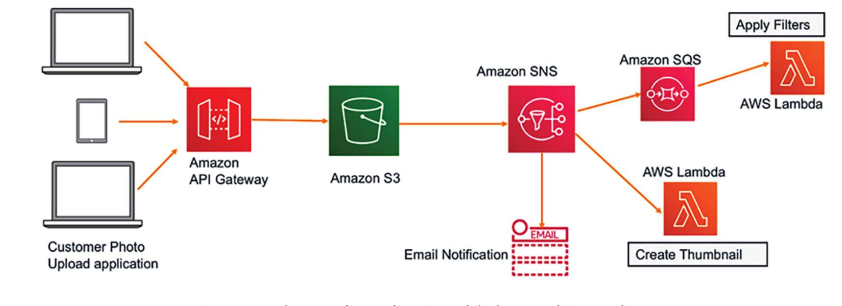 Customer Photo
Upload application
Amazon
API Gateway
Amazon S3
Amazon SNS
EMAIL
Email Notification
Amazon SQS
Apply Filters
AWS Lambda
AWS Lambda
Create Thumbnail